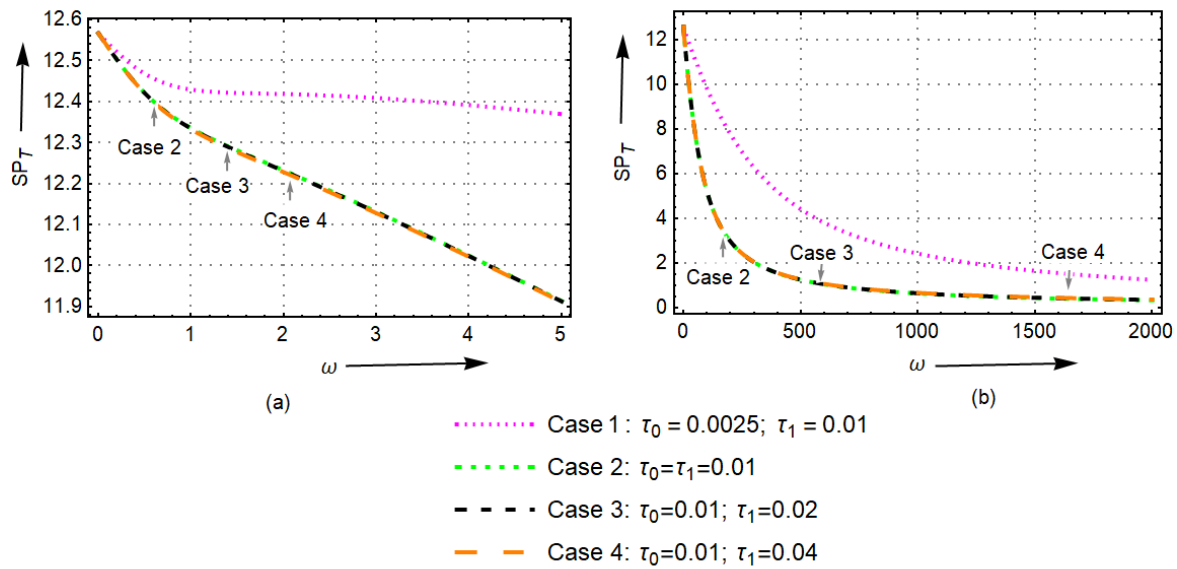 12.6
12.5
12.4
12.3
12.2
12.1
12.0
11.9
SP_T
Case 2
Case 3
Case 4
0 1 2 3 4 5
ω
(a)
12
10
8
6
4
2
0
SP_T
Case 2
Case 3
Case 4
0 500 1000 1500 2000
ω
(b)
Case 1 : τ₀ = 0.0025; τ₁ = 0.01
Case 2: τ₀=τ₁=0.01
Case 3: τ₀=0.01; τ₁=0.02
Case 4: τ₀=0.01; τ₁=0.04